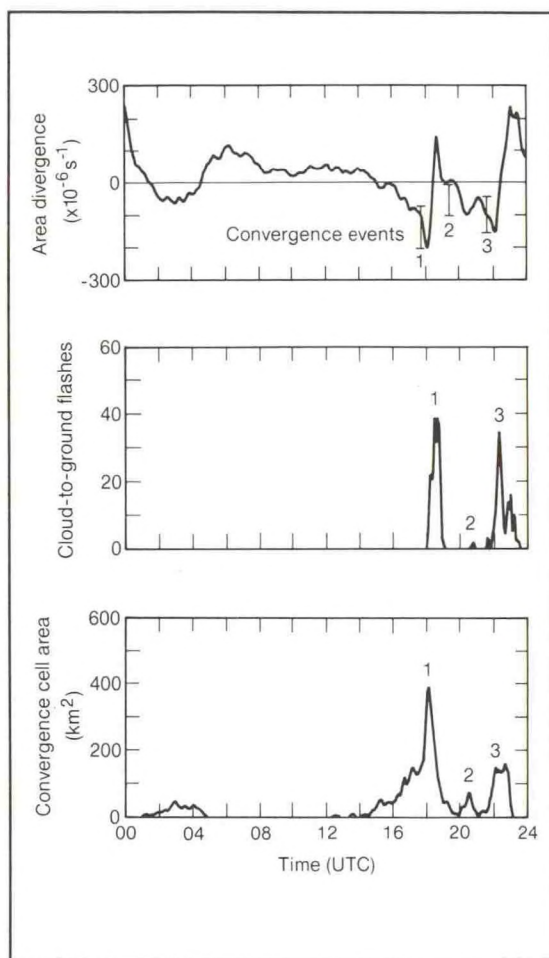 Area divergence
(x10⁻⁶ s⁻¹)
300
0
-300
Convergence events
1
2
3
Cloud-to-ground flashes
60
40
20
0
1
2
3
Convergence cell area
(km²)
600
400
200
0
1
2
3
00 04 08 12 16 20 24
Time (UTC)